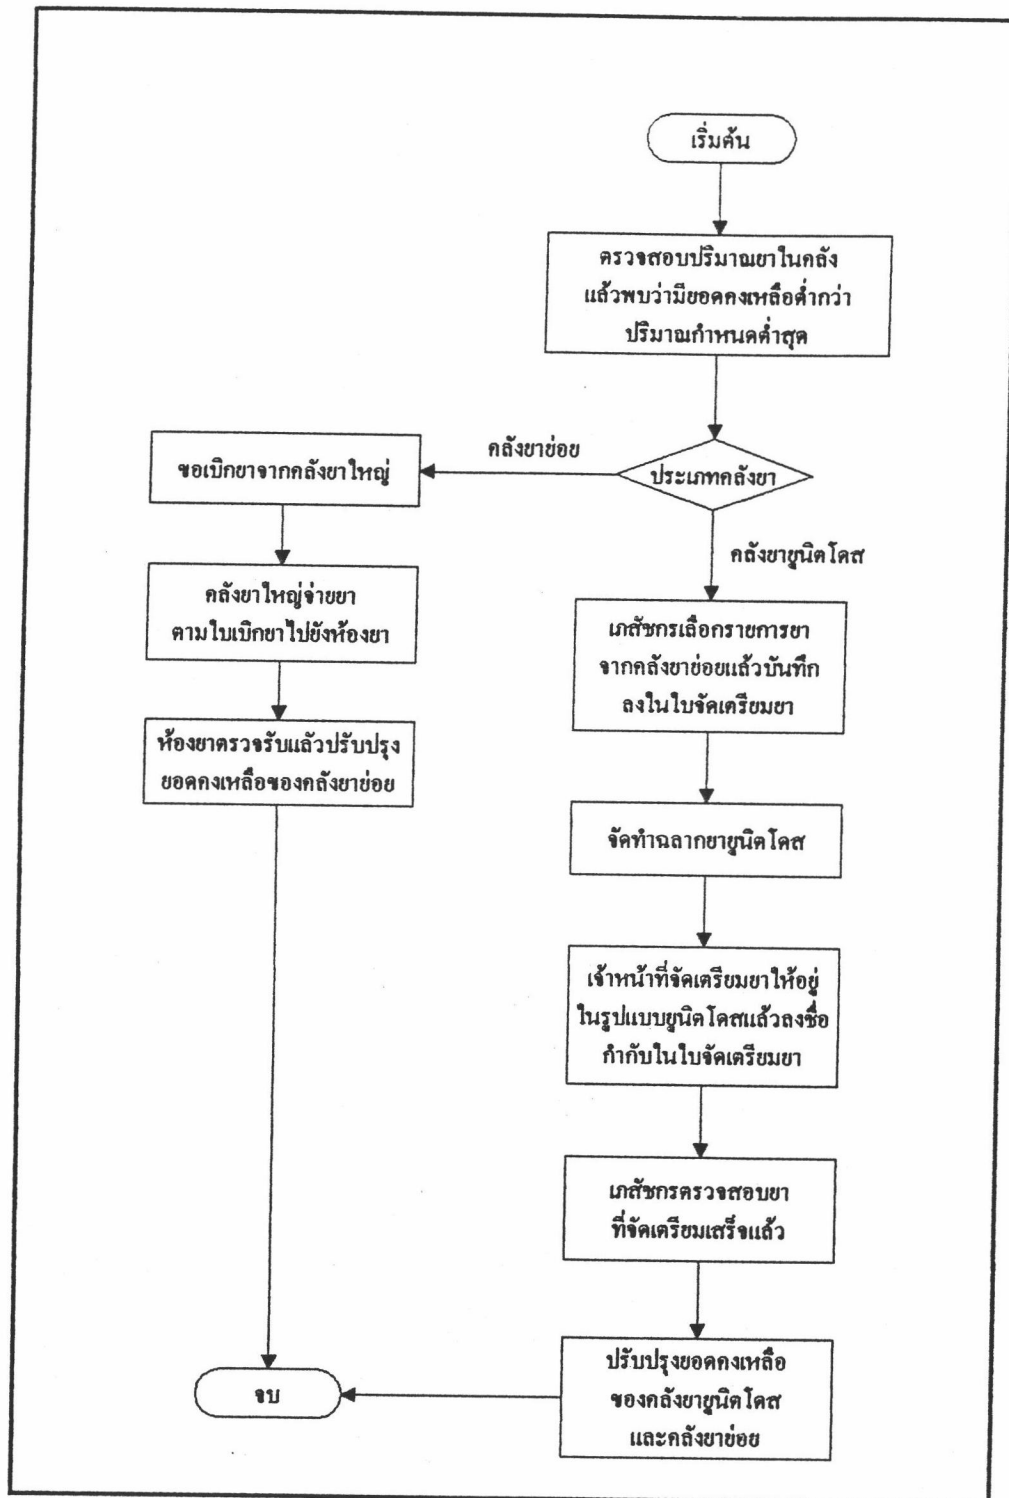 เริ่มต้น
ตรวจสอบปริมาณยาในคลัง
แล้วพบว่ามียอดคงเหลือต่ำกว่า
ปริมาณกำหนดต่ำสุด
ประเภทคลังยา
คลังยาย่อย
ขอเบิกยาจากคลังยาใหญ่
คลังยาใหญ่จ่ายยา
ตามใบเบิกยาไปยังห้องยา
ห้องยาตรวจรับแล้วปรับปรุง
ยอดคงเหลือของคลังยาย่อย
คลังยายูนิตโดส
เภสัชกรเลือกรายการยา
จากคลังยาย่อยแล้วบันทึก
ลงในใบจัดเตรียมยา
จัดทำฉลากยายูนิตโดส
เจ้าหน้าที่จัดเตรียมยาให้อยู่
ในรูปแบบยูนิตโดสแล้วลงชื่อ
กำกับในใบจัดเตรียมยา
เภสัชกรตรวจสอบยา
ที่จัดเตรียมเสร็จแล้ว
ปรับปรุงยอดคงเหลือ
ของคลังยายูนิตโดส
และคลังยาย่อย
จบ